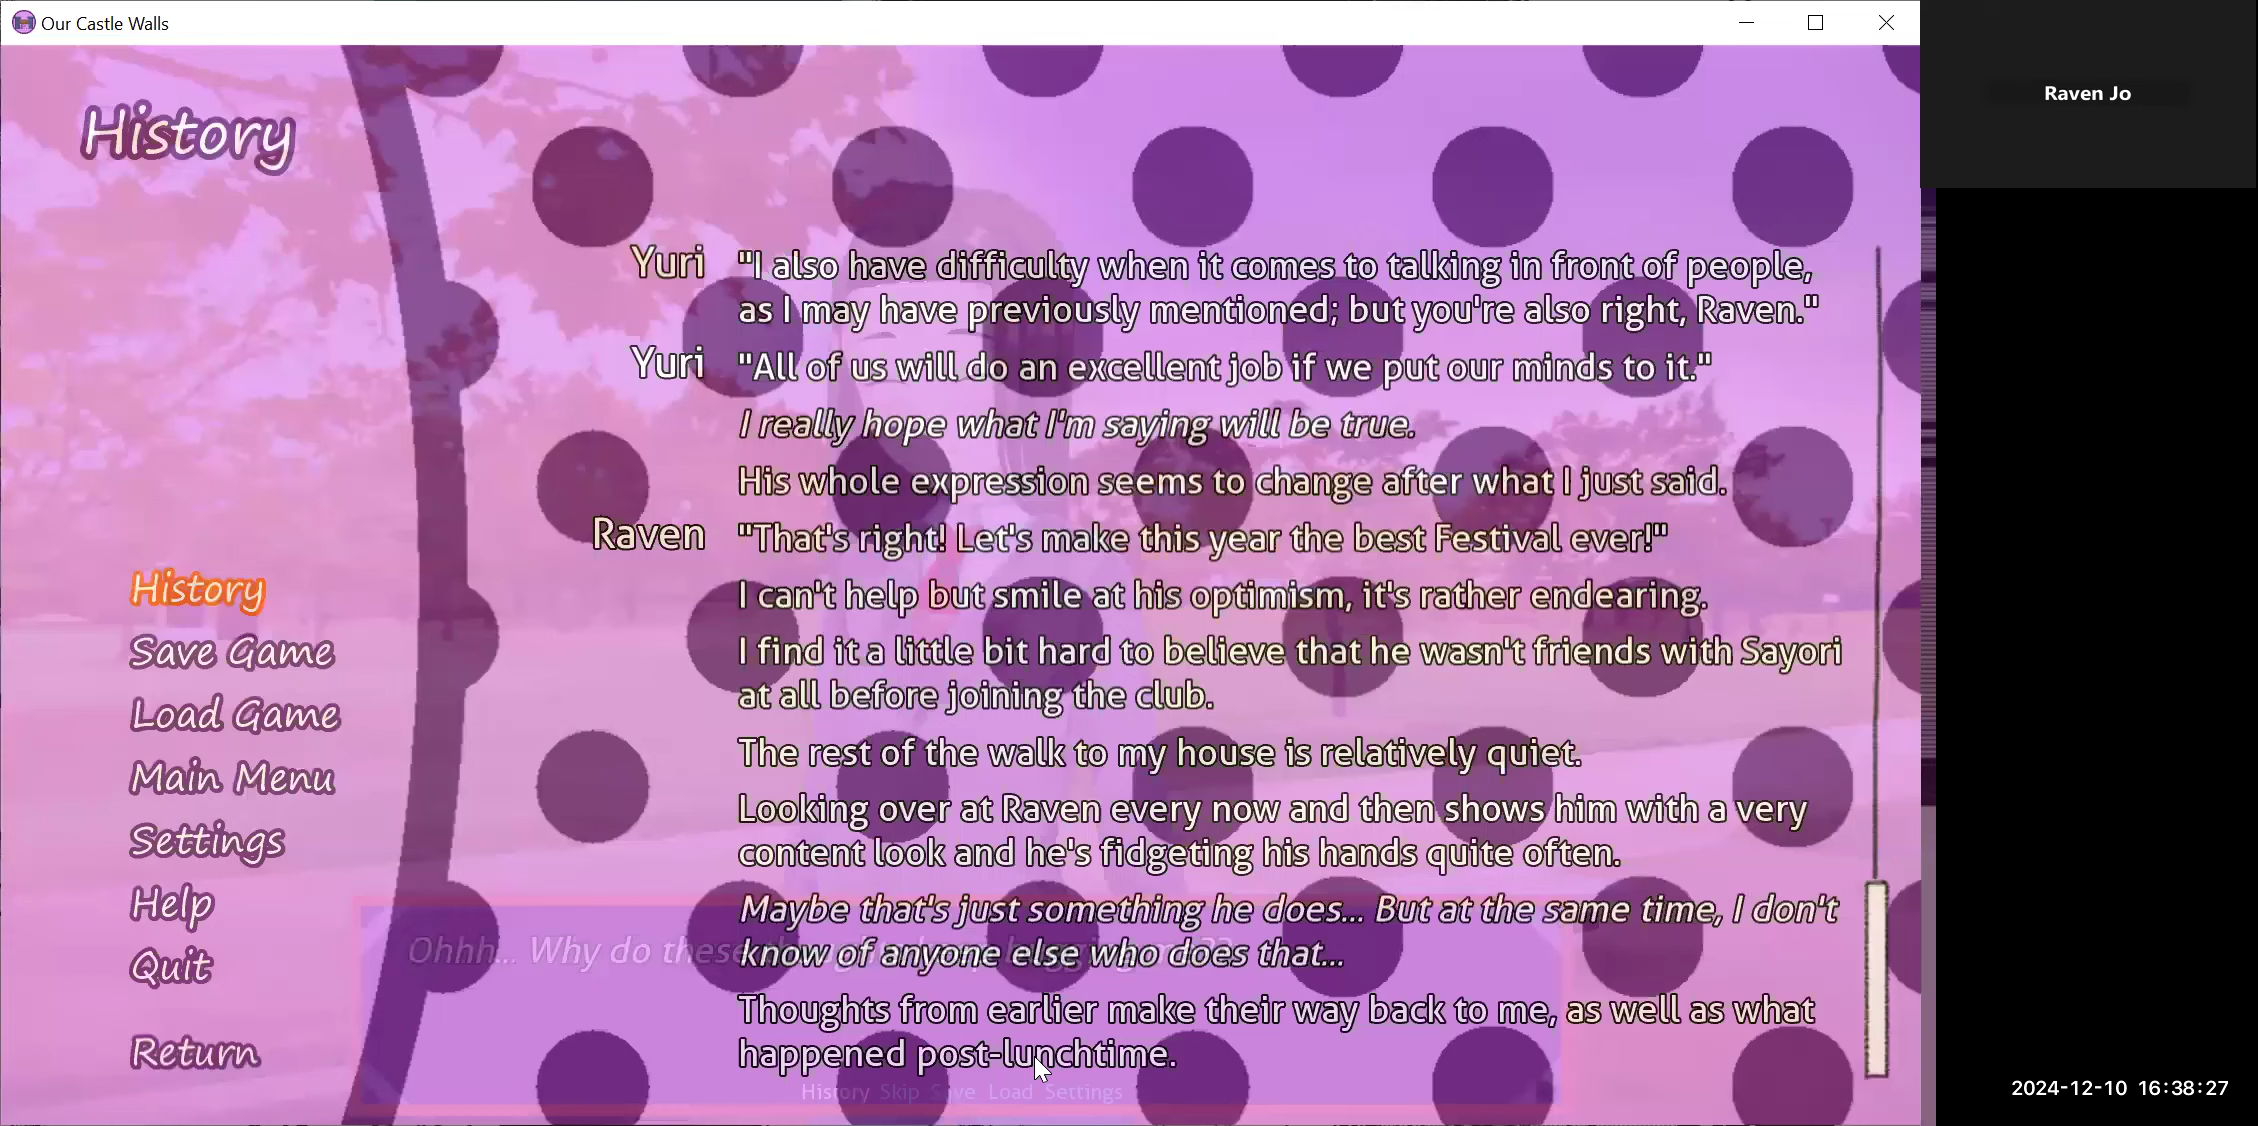 Our Castle Walls
Raven Jo
History
Yuri "I also have difficulty when it comes to talking in front of people,
as I may have previously mentioned; but you're also right, Raven."
Yuri "All of us will do an excellent job if we put our minds to it."
I really hope what I'm saying will be true.
His whole expression seems to change after what I just said.
Raven "That's right! Let's make this year the best Festival ever!"
I can't help but smile at his optimism, it's rather endearing.
I find it a little bit hard to believe that he wasn't friends with Sayori
at all before joining the club.
The rest of the walk to my house is relatively quiet.
Looking over at Raven every now and then shows him with a very
content look and he's fidgeting his hands quite often.
Maybe that's just something he does... But at the same time, I don't
know of anyone else who does that...
Thoughts from earlier make their way back to me, as well as what
happened post-lunchtime.
History
Save Game
Load Game
Main Menu
Settings
Help
Quit
Return
Ohhh... Why do these
History Skip Save Load Settings
2024-12-10 16:38:27